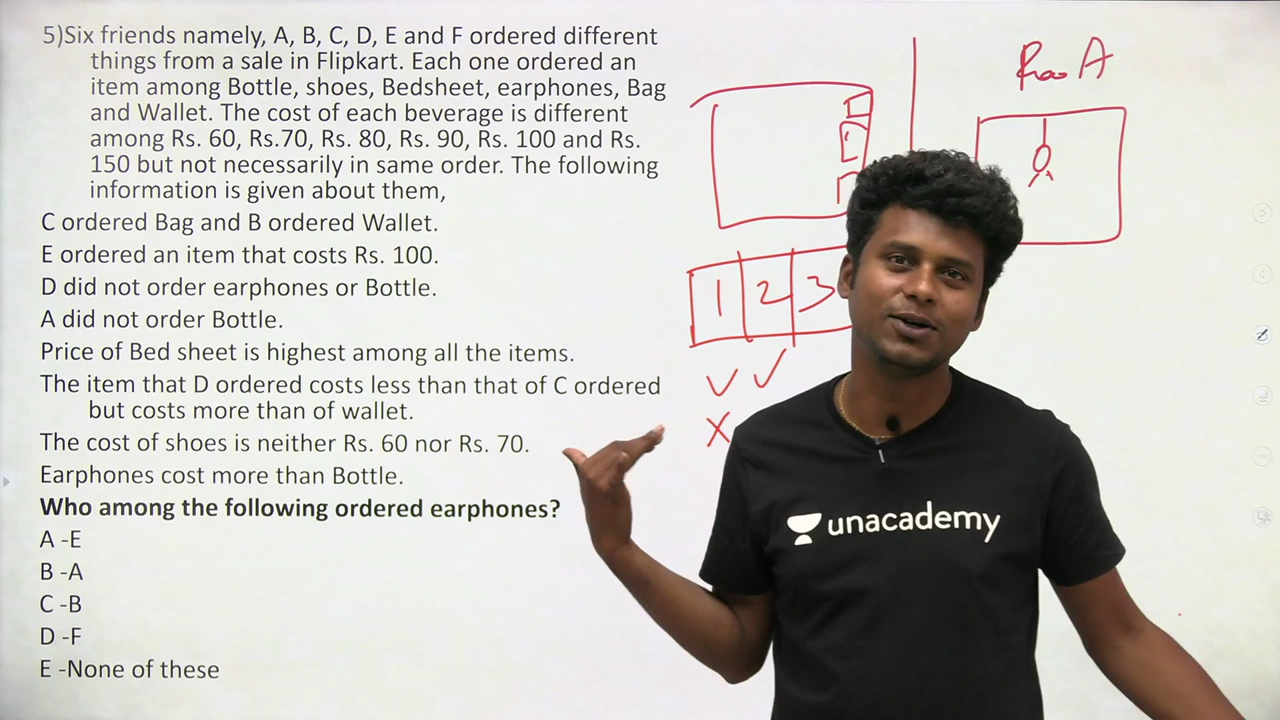 5)Six friends namely, A, B, C, D, E and F ordered different
things from a sale in Flipkart. Each one ordered an
item among Bottle, shoes, Bedsheet, earphones, Bag
and Wallet. The cost of each beverage is different
among Rs. 60, Rs.70, Rs. 80, Rs. 90, Rs. 100 and Rs.
150 but not necessarily in same order. The following
information is given about them,
C ordered Bag and B ordered Wallet.
E ordered an item that costs Rs. 100.
D did not order earphones or Bottle.
A did not order Bottle.
Price of Bed sheet is highest among all the items.
The item that D ordered costs less than that of C ordered
but costs more than of wallet.
The cost of shoes is neither Rs. 60 nor Rs. 70.
Earphones cost more than Bottle.
Who among the following ordered earphones?
A -E
B -A
C -B
D -F
E -None of these
A
1 2 3
unacademy